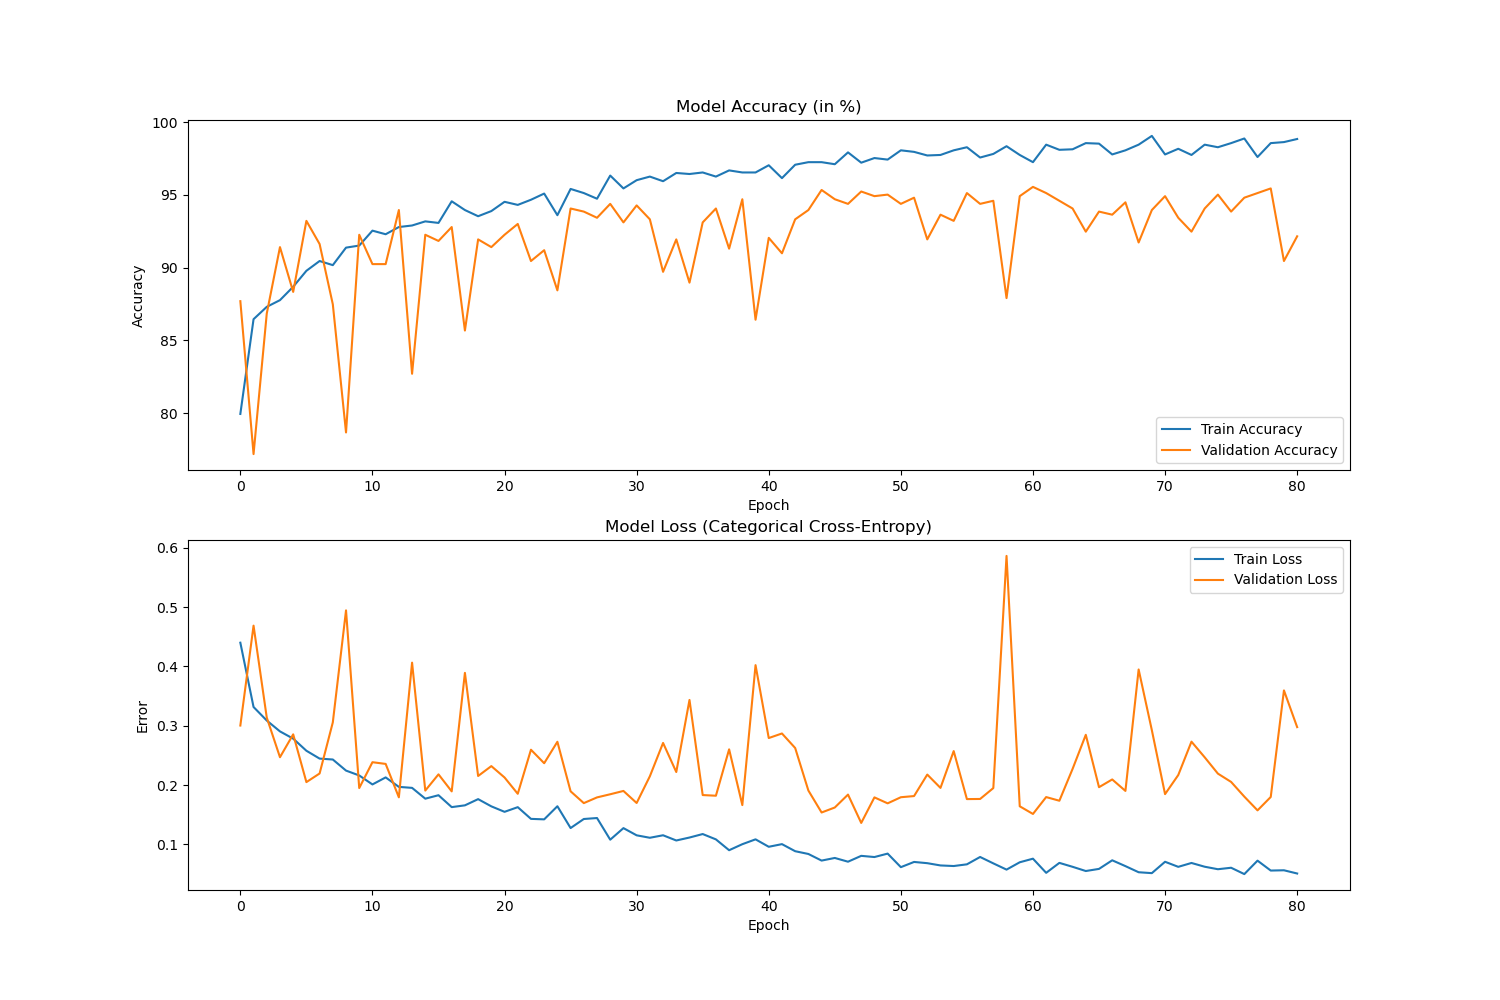 Model Accuracy (in %)
100
95
90
85
80
Accuracy
Train Accuracy
Validation Accuracy
0 10 20 30 40 50 60 70 80
Epoch
Model Loss (Categorical Cross-Entropy)
0.6
0.5
0.4
0.3
0.2
0.1
Error
Train Loss
Validation Loss
0 10 20 30 40 50 60 70 80
Epoch